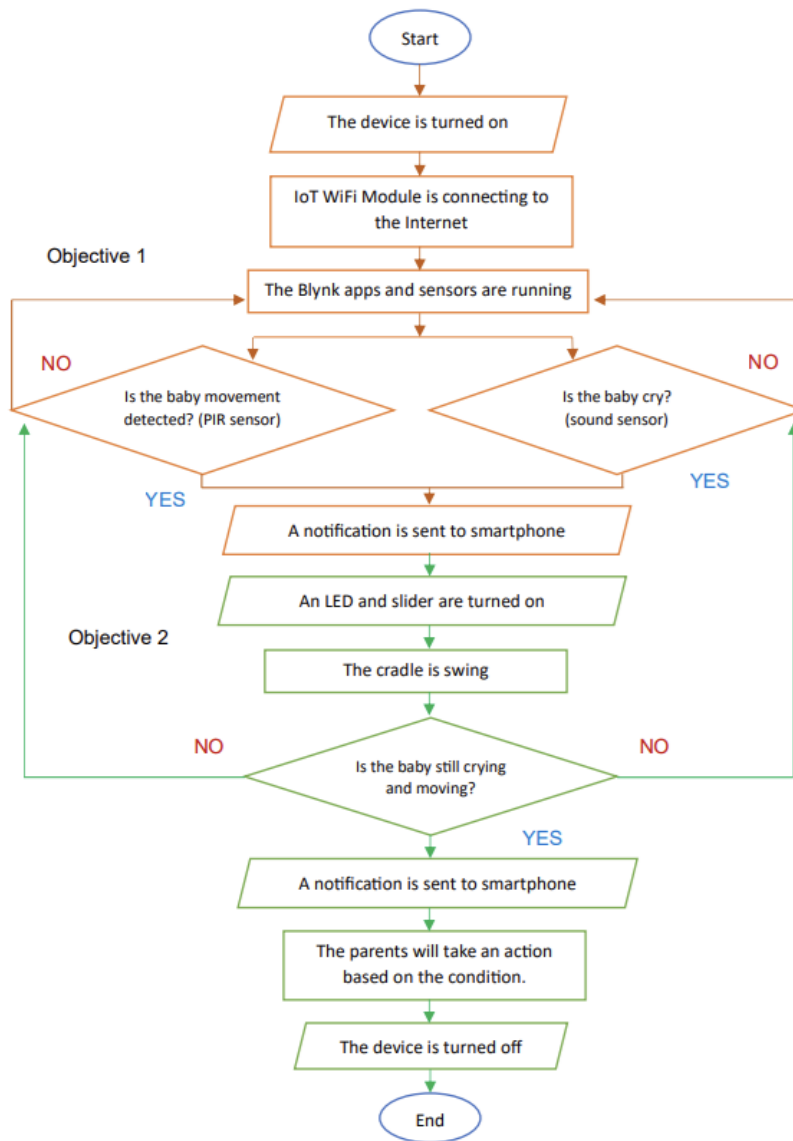 Start
The device is turned on
IoT WiFi Module is connecting to
the Internet
Objective 1
The Blynk apps and sensors are running
NO
NO
Is the baby movement
detected? (PIR sensor)
Is the baby cry?
(sound sensor)
YES
YES
A notification is sent to smartphone
An LED and slider are turned on
Objective 2
The cradle is swing
NO
NO
Is the baby still crying
and moving?
YES
A notification is sent to smartphone
The parents will take an action
based on the condition.
The device is turned off
End